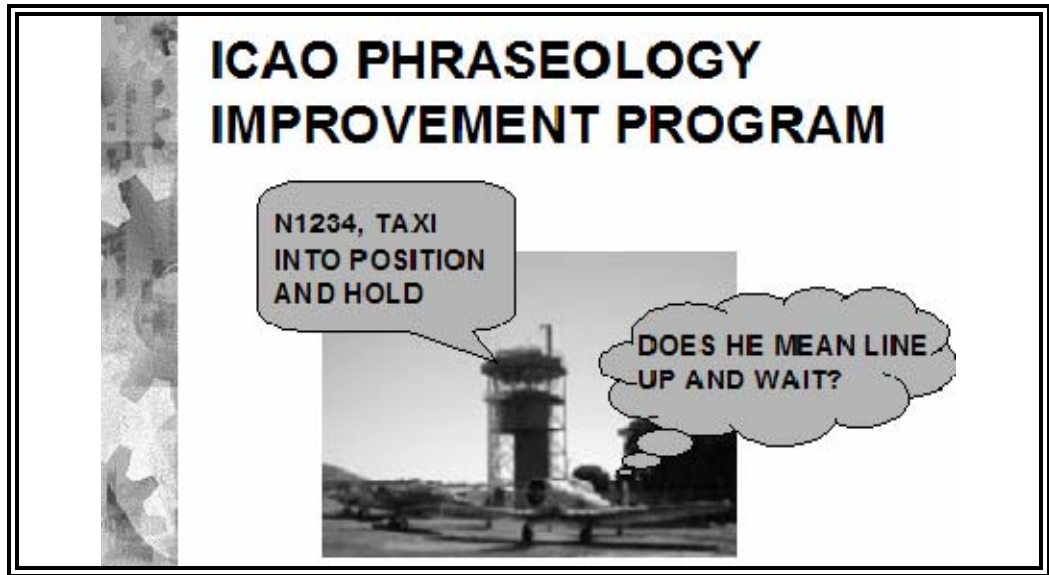 ICAO PHRASEOLOGY
IMPROVEMENT PROGRAM
N1234, TAXI
INTO POSITION
AND HOLD
DOES HE MEAN LINE
UP AND WAIT?